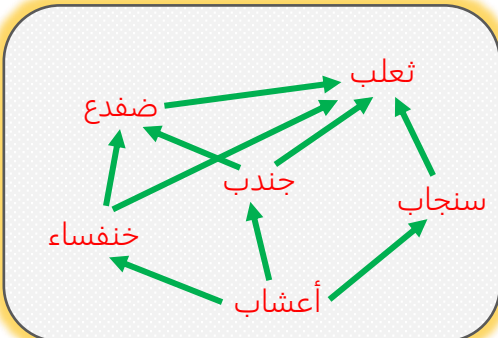 ثعلب
ضفدع
جندب
سنجاب
خنفساء
أعشاب